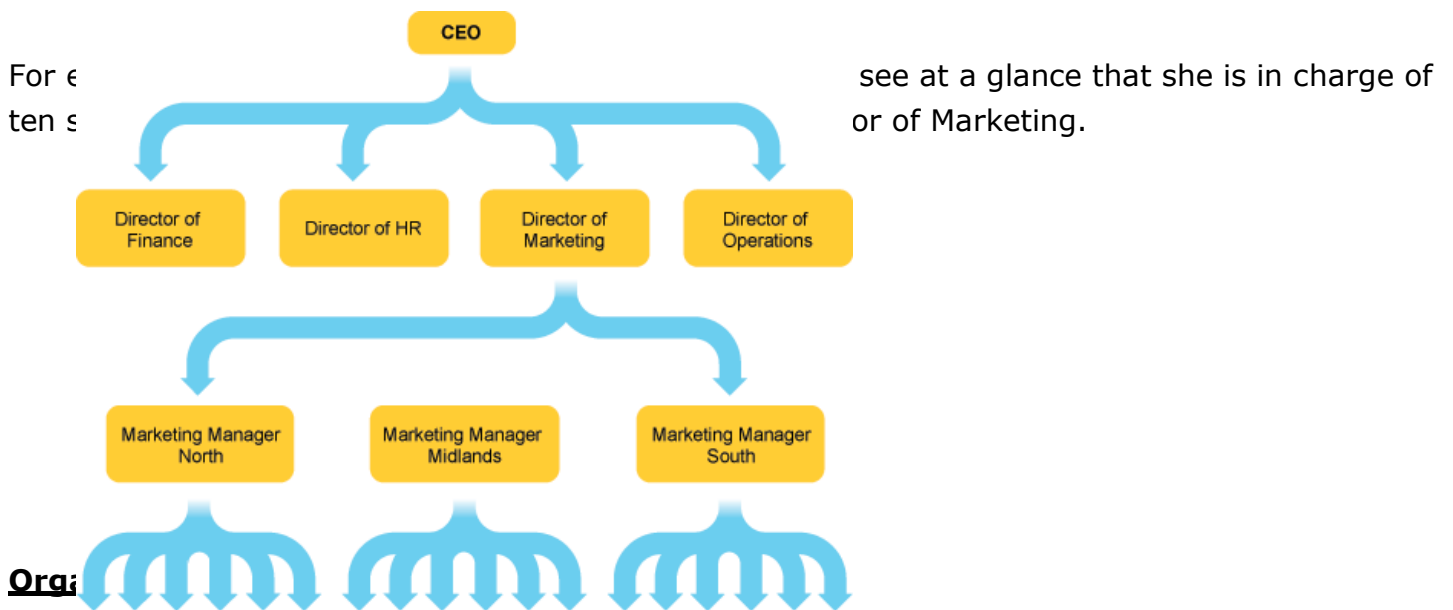 CEO
For e see at a glance that she is in charge of
ten s or of Marketing.
Director of
Finance
Director of HR
Director of
Marketing
Director of
Operations
Marketing Manager
North
Marketing Manager
Midlands
Marketing Manager
South
Orga